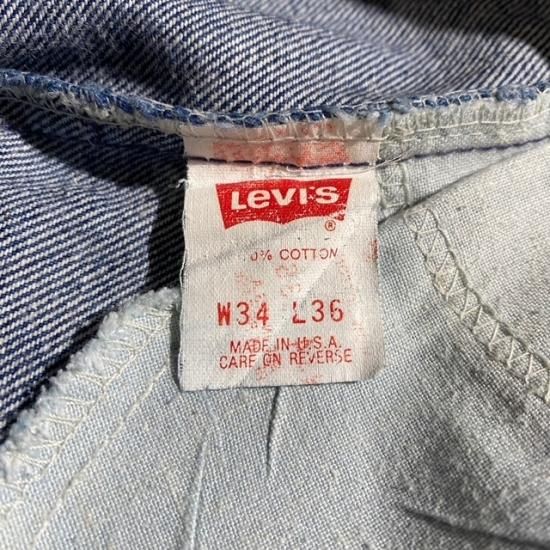 Levi's
®
0% COTTON
W34 L36
MADE IN U.S.A.
CARE ON REVERSE